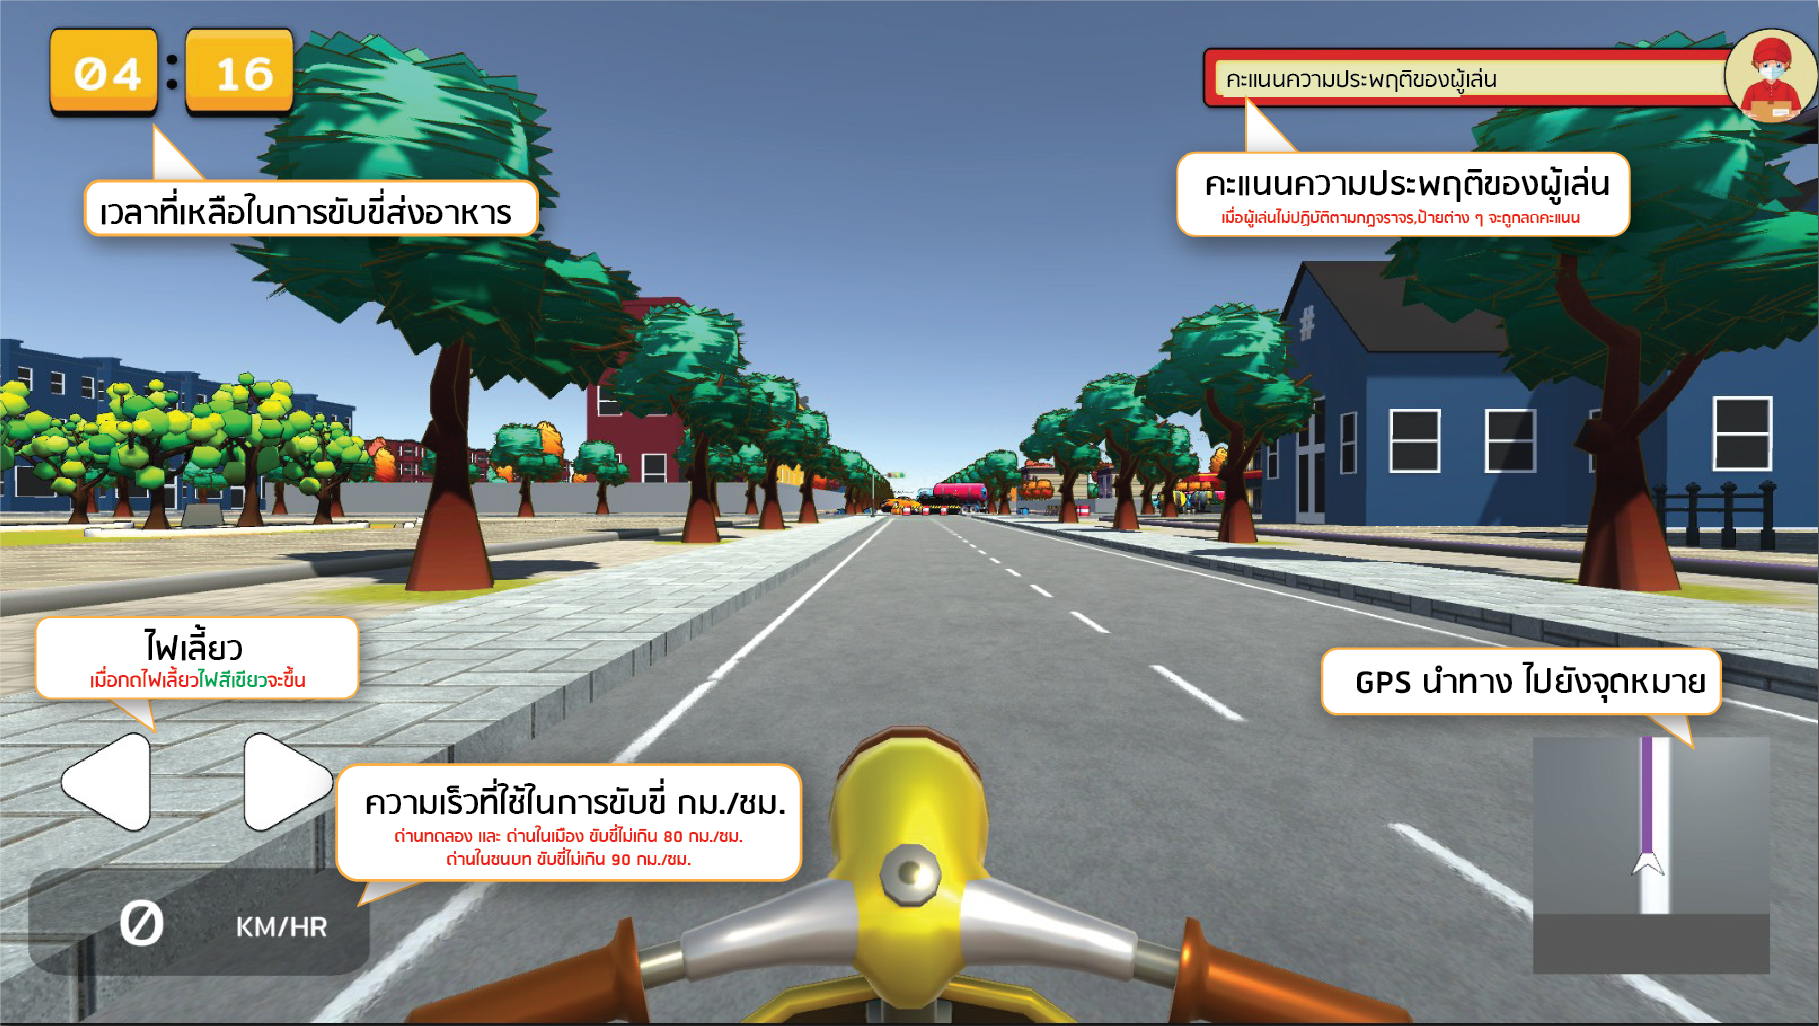 04 : 16
คะแนนความประพฤติของผู้เล่น
เวลาที่เหลือในการขับขี่ส่งอาหาร
คะแนนความประพฤติของผู้เล่น
เมื่อผู้เล่นไม่ปฏิบัติตามกฎจราจร,ป้ายต่าง ๆ จะถูกลดคะแนน
#
ไฟเลี้ยว
เมื่อกดไฟเลี้ยวไฟสีเขียวจะขึ้น
GPS นำทาง ไปยังจุดหมาย
ความเร็วที่ใช้ในการขับขี่ กม./ชม.
ด่านทดลอง และ ด่านในเมือง ขับขี่ไม่เกิน 80 กม./ชม.
ด่านในชนบท ขับขี่ไม่เกิน 90 กม./ชม.
0 KM/HR